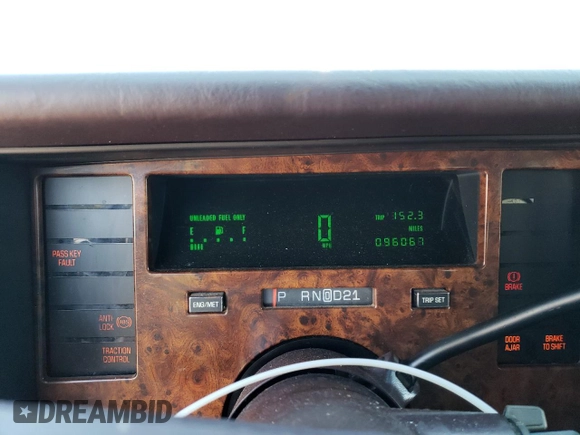 UNLEADED FUEL ONLY
E F
0
MPH
TRIP 152.3
MILES
096067
PASS KEY
FAULT
ANTI
LOCK
TRACTION
CONTROL
ENG/MET
P RN D21
TRIP SET
BRAKE
DOOR
AJAR
BRAKE
TO SHIFT
DREAMBID